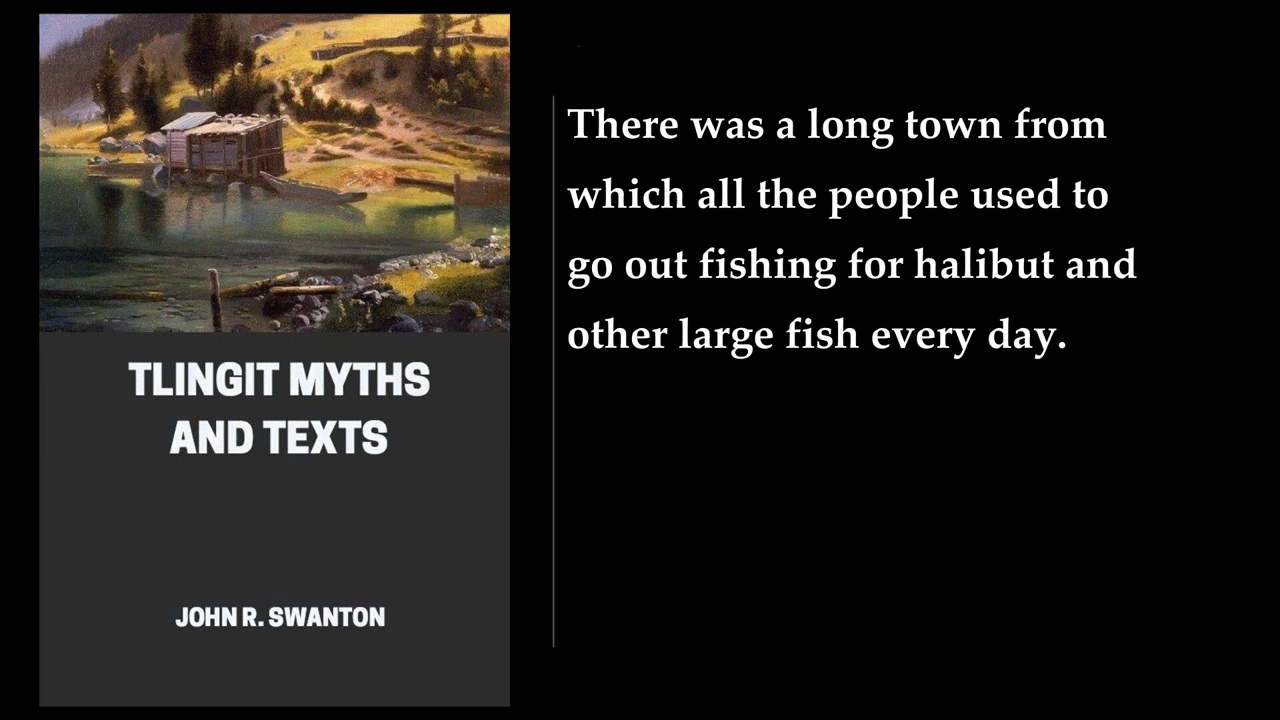 TLINGIT MYTHS
AND TEXTS
JOHN R. SWANTON
There was a long town from
which all the people used to
go out fishing for halibut and
other large fish every day.